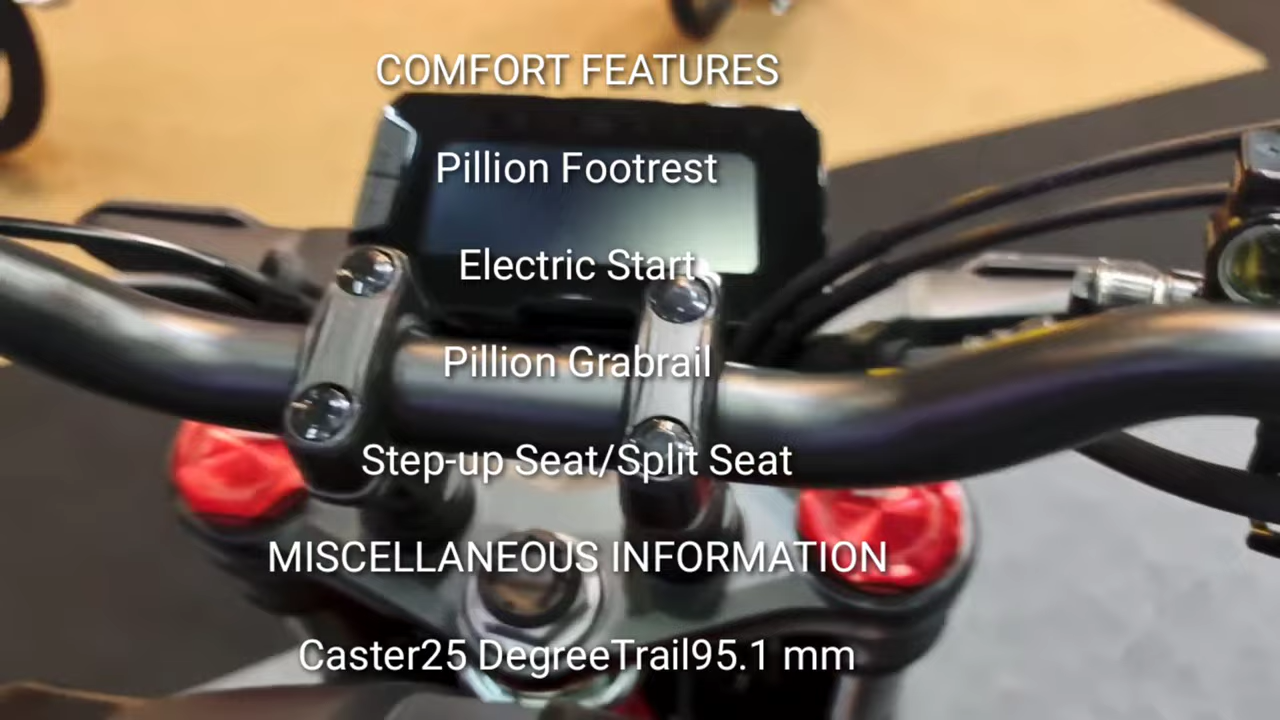 COMFORT FEATURES
Pillion Footrest
Electric Start
Pillion Grabrail
Step-up Seat/Split Seat
MISCELLANEOUS INFORMATION
Caster25 DegreeTrail95.1 mm